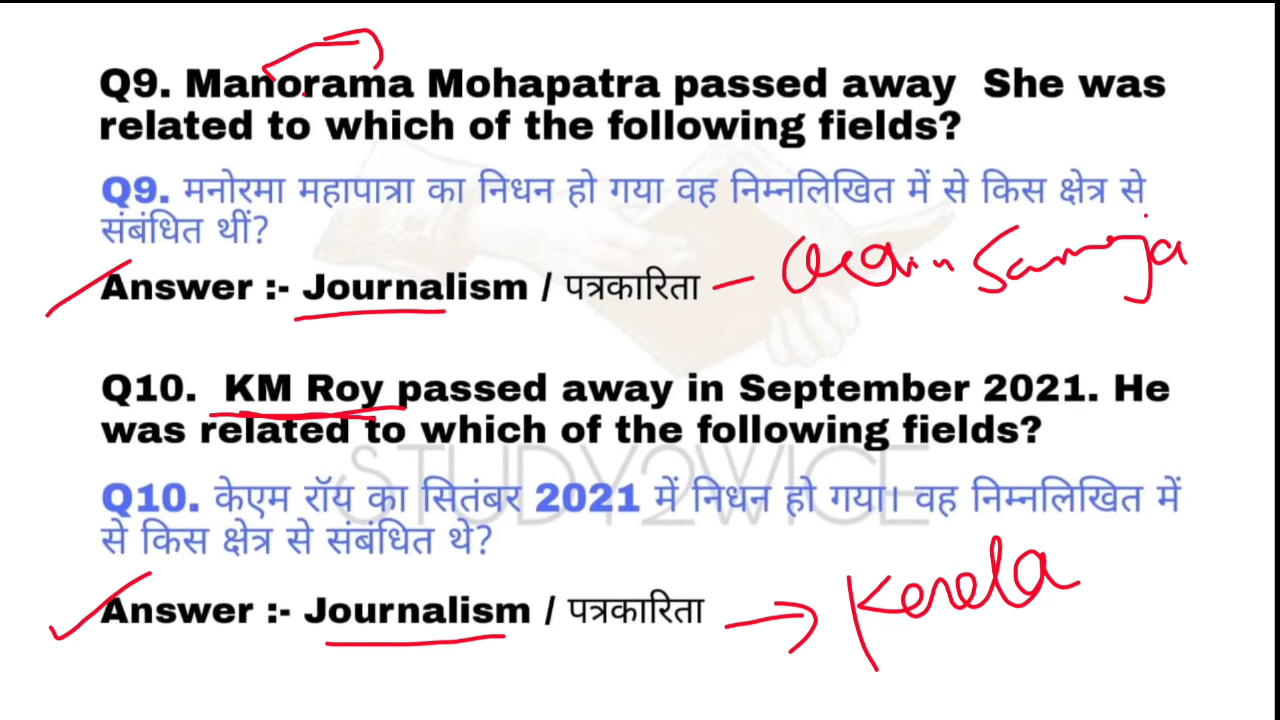 Q9. Manorama Mohapatra passed away She was
related to which of the following fields?
Q9. मनोरमा महापात्रा का निधन हो गया वह निम्नलिखित में से किस क्षेत्र से
संबंधित थीं?
Answer :- Journalism / पत्रकारिता – Samaja
Q10. KM Roy passed away in September 2021. He
was related to which of the following fields?
STUDY2WICE
Q10. केएम रॉय का सितंबर 2021 में निधन हो गया। वह निम्नलिखित में
से किस क्षेत्र से संबंधित थे?
Answer :- Journalism / पत्रकारिता → Kerela